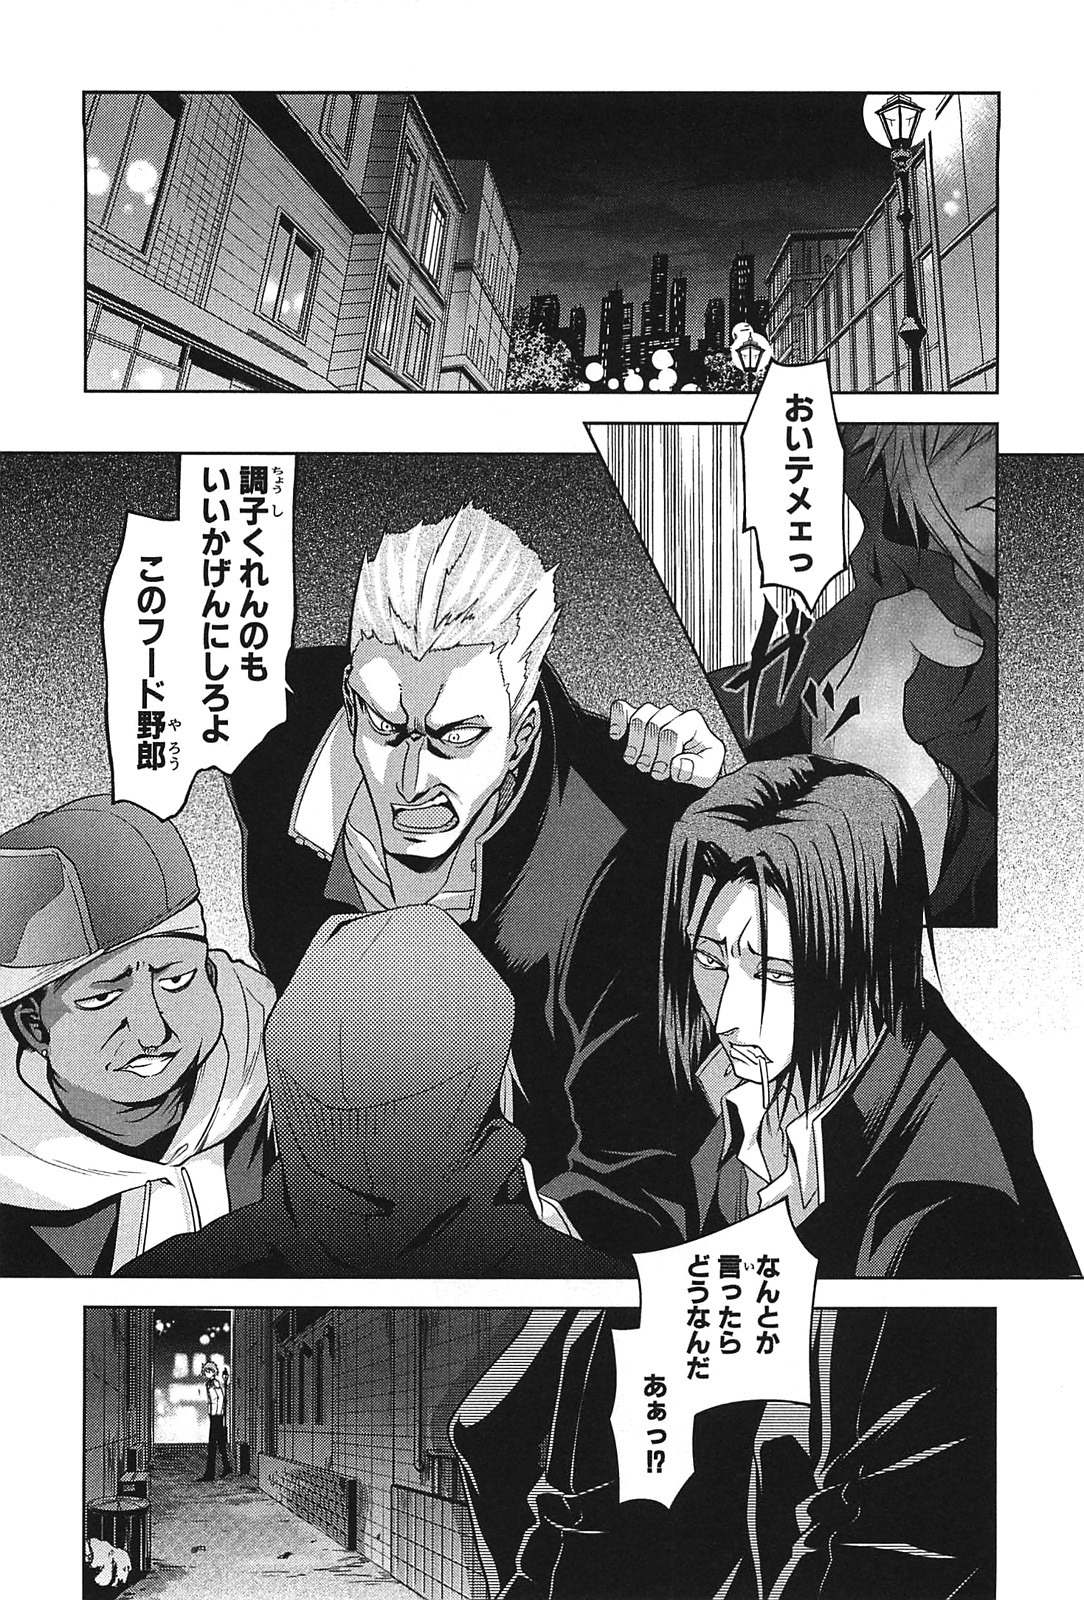 おいテメェっ
ガッ
調子くれんのも
いいかげんにしろよ
このフード野郎
なんとか
言ったら
どうなんだ
あぁっ!?